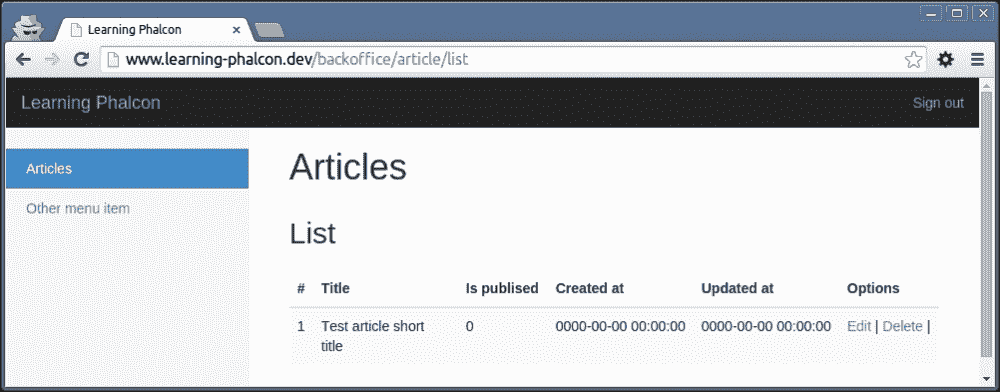 Learning Phalcon
www.learning-phalcon.dev/backoffice/article/list
Learning Phalcon Sign out
Articles
Other menu item
Articles
List
# Title Is publised Created at Updated at Options
1 Test article short title 0 0000-00-00 00:00:00 0000-00-00 00:00:00 Edit | Delete |